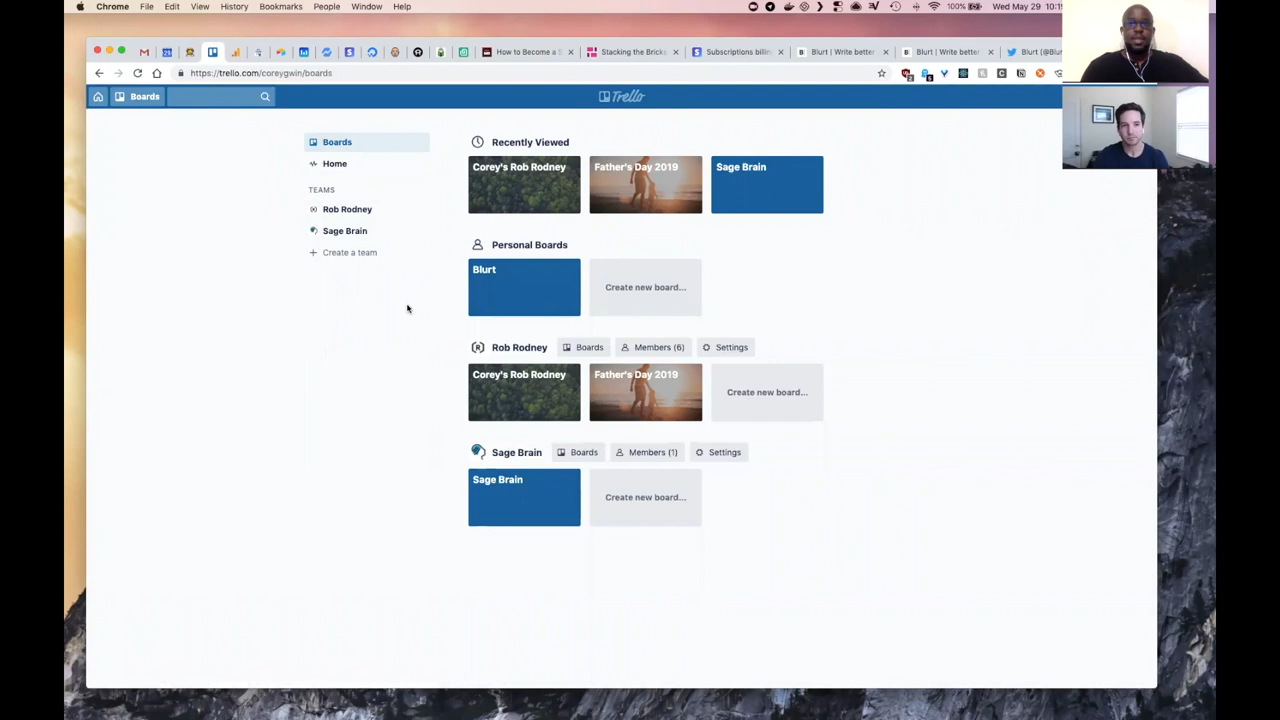 Chrome File Edit View History Bookmarks People Window Help 100% Wed May 29 10:15
How to Become a S Stacking the Bricks Subscriptions billing Blurt | Write better Blurt | Write better Blurt (@Blur
https://trello.com/coreygwin/boards
Boards Trello
Boards
Home
TEAMS
Rob Rodney
Sage Brain
Create a team
Recently Viewed
Corey's Rob Rodney Father's Day 2019 Sage Brain
Personal Boards
Blurt Create new board...
Rob Rodney Boards Members (6) Settings
Corey's Rob Rodney Father's Day 2019 Create new board...
Sage Brain Boards Members (1) Settings
Sage Brain Create new board...